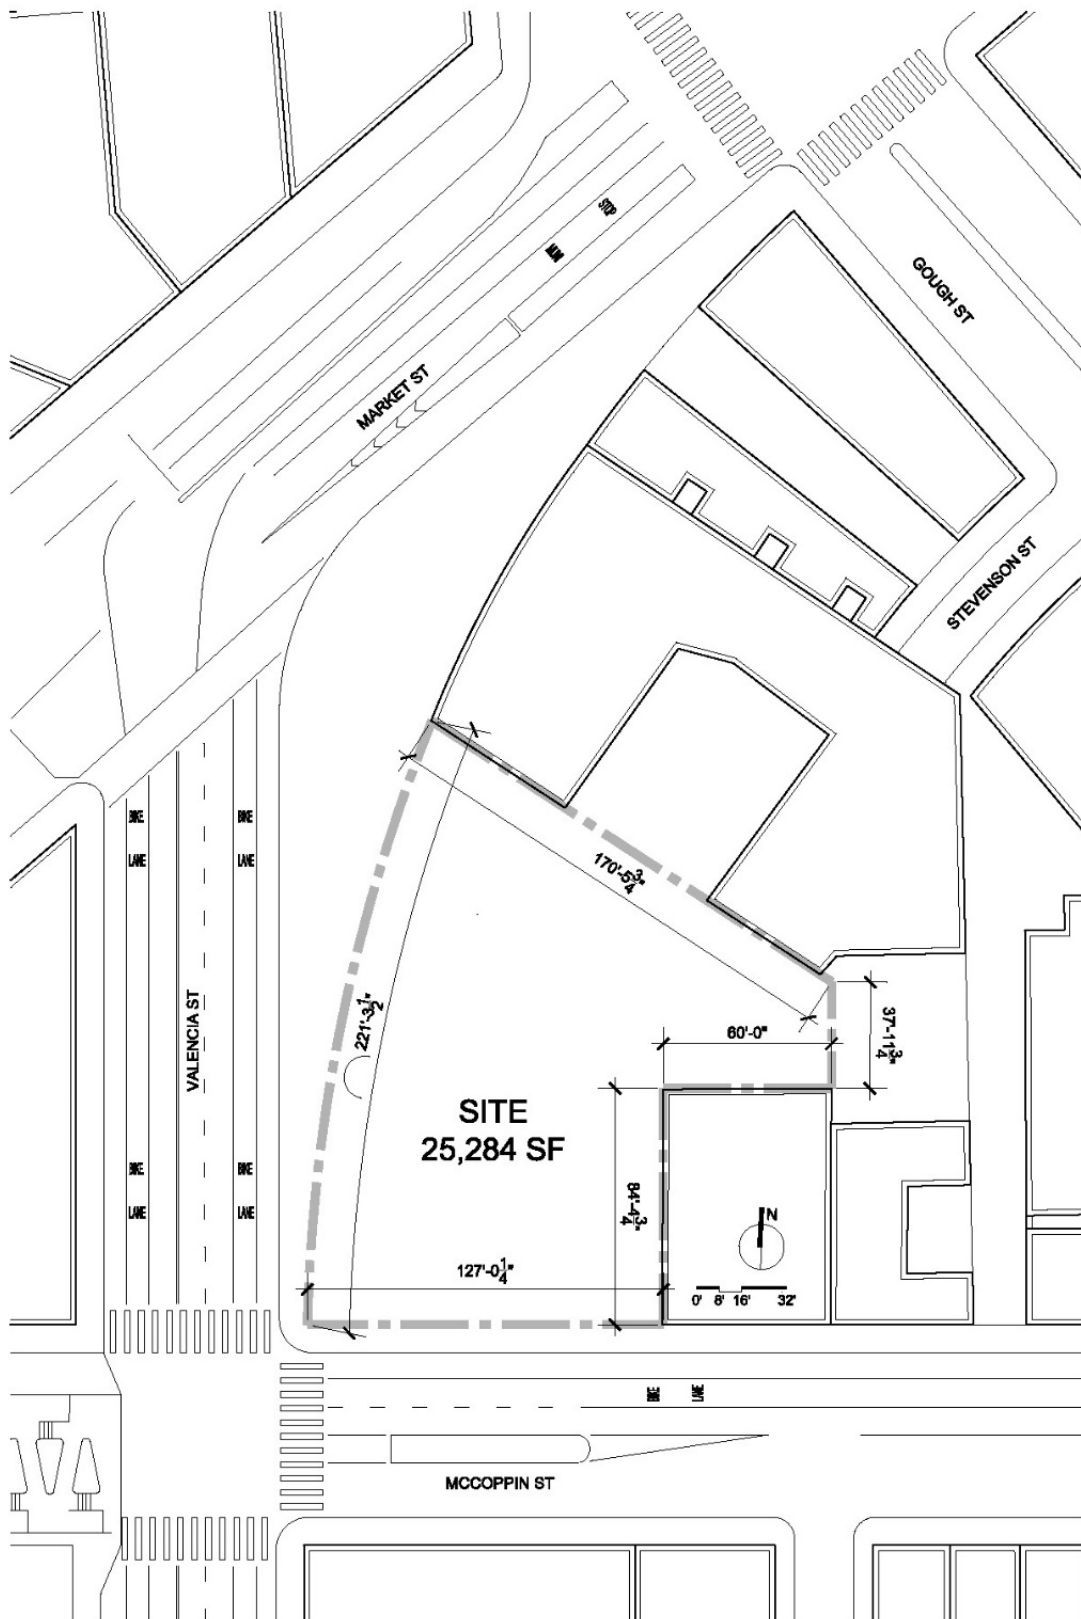 STOP
MUNI
GOUGH ST
MARKET ST
STEVENSON ST
BIKE
BIKE
LANE
LANE
170'-5 3/4"
VALENCIA ST
221'-3 1/2"
60'-0"
37'-11 3/4"
SITE
25,284 SF
BIKE
BIKE
LANE
LANE
84'-4 3/4"
N
127'-0 1/4"
0' 8' 16' 32'
BIKE LANE
MCCOPPIN ST